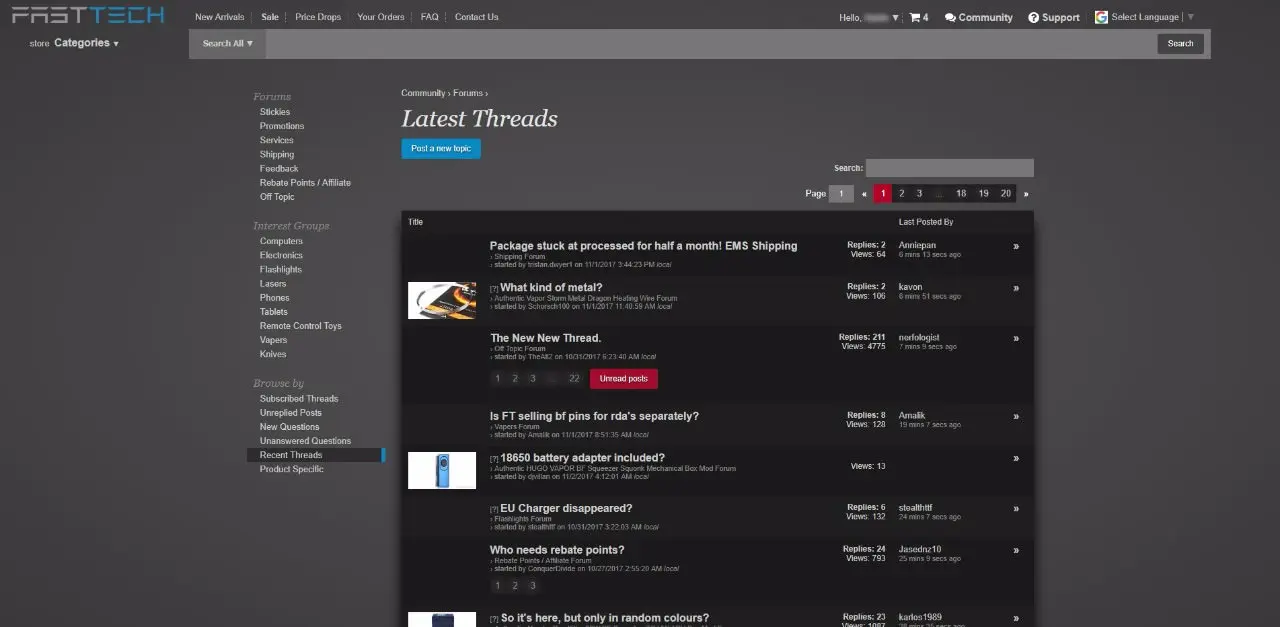 FASTTECH
New Arrivals Sale Price Drops Your Orders FAQ Contact Us
Hello, ▼ 4 Community Support Select Language ▼
store Categories ▼
Search All ▼ Search
Forums
Stickies
Promotions
Services
Shipping
Feedback
Rebate Points / Affiliate
Off Topic
Interest Groups
Computers
Electronics
Flashlights
Lasers
Phones
Tablets
Remote Control Toys
Vapers
Knives
Browse by
Subscribed Threads
Unreplied Posts
New Questions
Unanswered Questions
Recent Threads
Product Specific
Community › Forums ›
Latest Threads
Post a new topic
Search:
Page 1 « 1 2 3 ... 18 19 20 »
Title Last Posted By
Package stuck at processed for half a month! EMS Shipping Replies: 2 Anniepan »
› Shipping Forum Views: 64 6 mins 13 secs ago
› started by tristan.dwyer1 on 11/1/2017 3:44:23 PM local
[?] What kind of metal? Replies: 2 kavon »
› Authentic Vapor Storm Metal Dragon Heating Wire Forum Views: 106 6 mins 51 secs ago
› started by Schorsch100 on 11/1/2017 11:40:59 AM local
The New New Thread. Replies: 211 nerfologist »
› Off Topic Forum Views: 4775 7 mins 9 secs ago
› started by TheAll2 on 10/31/2017 6:23:40 AM local
1 2 3 ... 22 Unread posts
Is FT selling bf pins for rda's separately? Replies: 8 Amalik »
› Vapers Forum Views: 128 19 mins 7 secs ago
› started by Amalik on 11/1/2017 8:51:35 AM local
[?] 18650 battery adapter included? Views: 13 »
› Authentic HUGO VAPOR BF Squeezer Squonk Mechanical Box Mod Forum
› started by djvillan on 11/2/2017 4:12:01 AM local
[?] EU Charger disappeared? Replies: 6 stealthttf »
› Flashlights Forum Views: 132 24 mins 7 secs ago
› started by stealthttf on 10/31/2017 3:22:03 AM local
Who needs rebate points? Replies: 24 Jasednz10 »
› Rebate Points / Affiliate Forum Views: 793 25 mins 9 secs ago
› started by ConquerDivide on 10/27/2017 2:55:20 AM local
1 2 3
[?] So it's here, but only in random colours? Replies: 23 karlos1989 »